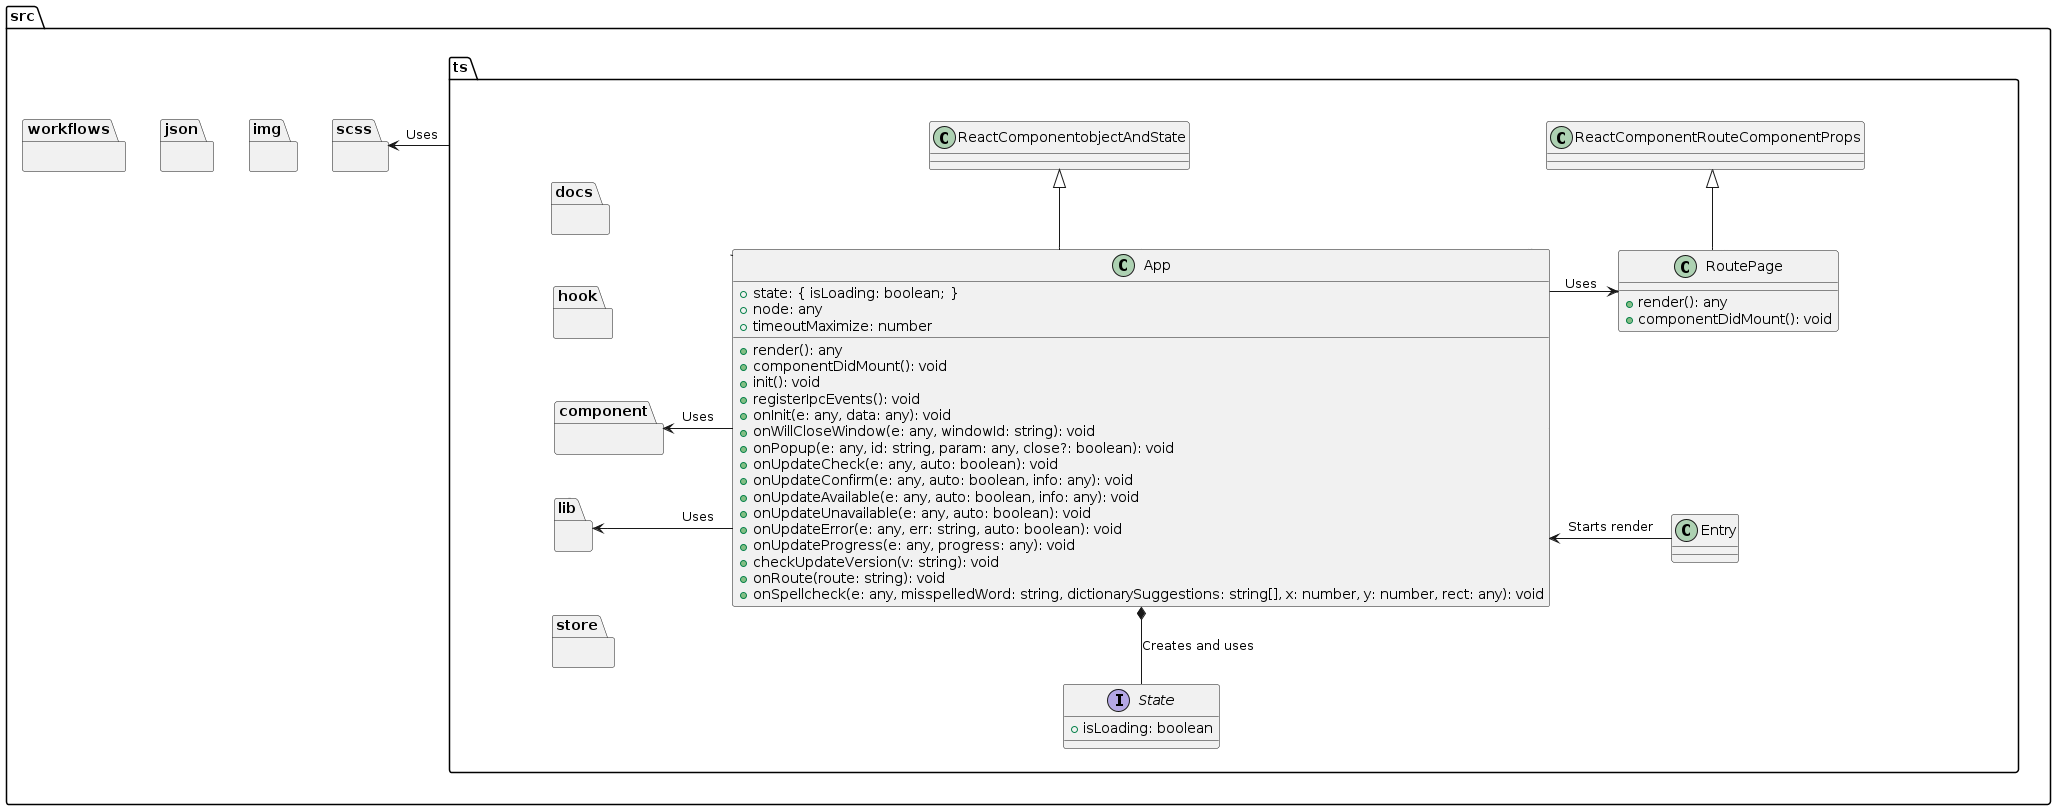 src
ts
workflows
json
img
scss
Uses
docs
hook
component
Uses
lib
Uses
store
C ReactComponentobjectAndState
C ReactComponentRouteComponentProps
C App
state: { isLoading: boolean; }
node: any
timeoutMaximize: number
render(): any
componentDidMount(): void
init(): void
registerIpcEvents(): void
onInit(e: any, data: any): void
onWillCloseWindow(e: any, windowId: string): void
onPopup(e: any, id: string, param: any, close?: boolean): void
onUpdateCheck(e: any, auto: boolean): void
onUpdateConfirm(e: any, auto: boolean, info: any): void
onUpdateAvailable(e: any, auto: boolean, info: any): void
onUpdateUnavailable(e: any, auto: boolean): void
onUpdateError(e: any, err: string, auto: boolean): void
onUpdateProgress(e: any, progress: any): void
checkUpdateVersion(v: string): void
onRoute(route: string): void
onSpellcheck(e: any, misspelledWord: string, dictionarySuggestions: string[], x: number, y: number, rect: any): void
Uses
C RoutePage
render(): any
componentDidMount(): void
Starts render
C Entry
Creates and uses
I State
isLoading: boolean